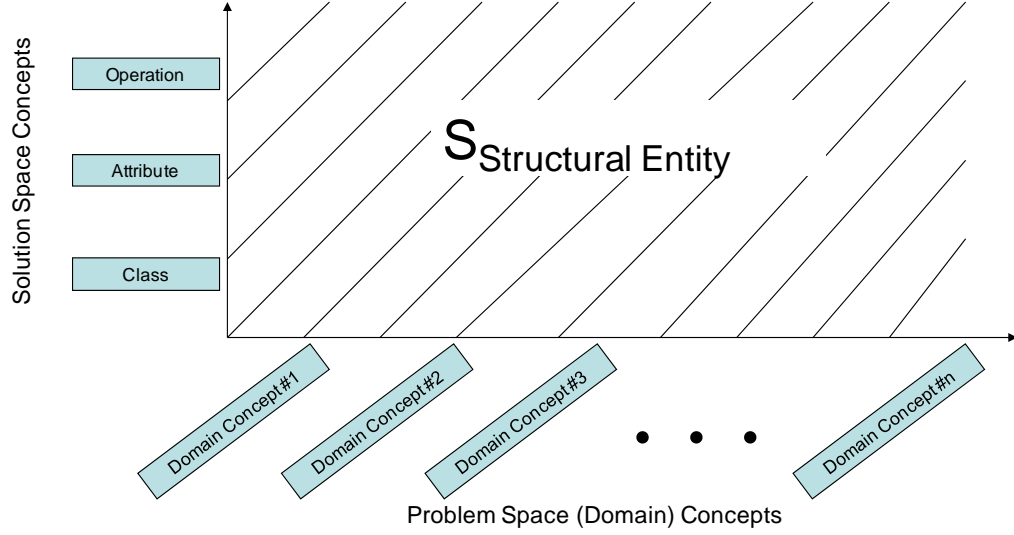 Solution Space Concepts
Operation
Attribute
Class
S Structural Entity
Domain Concept#1
Domain Concept#2
Domain Concept#3
• • •
Domain Concept#n
Problem Space (Domain) Concepts